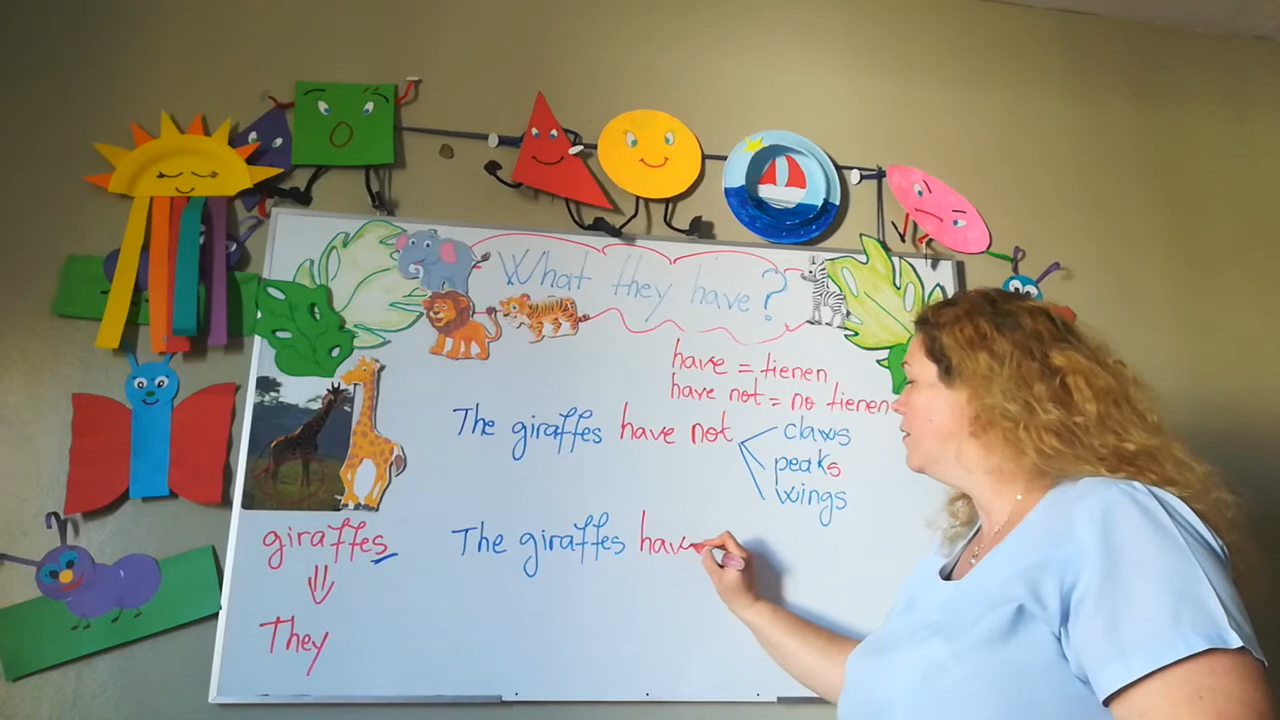 What they have?
have = tienen
have not = no tienen
The giraffes have not
claws
peaks
wings
giraffes
The giraffes hav
They